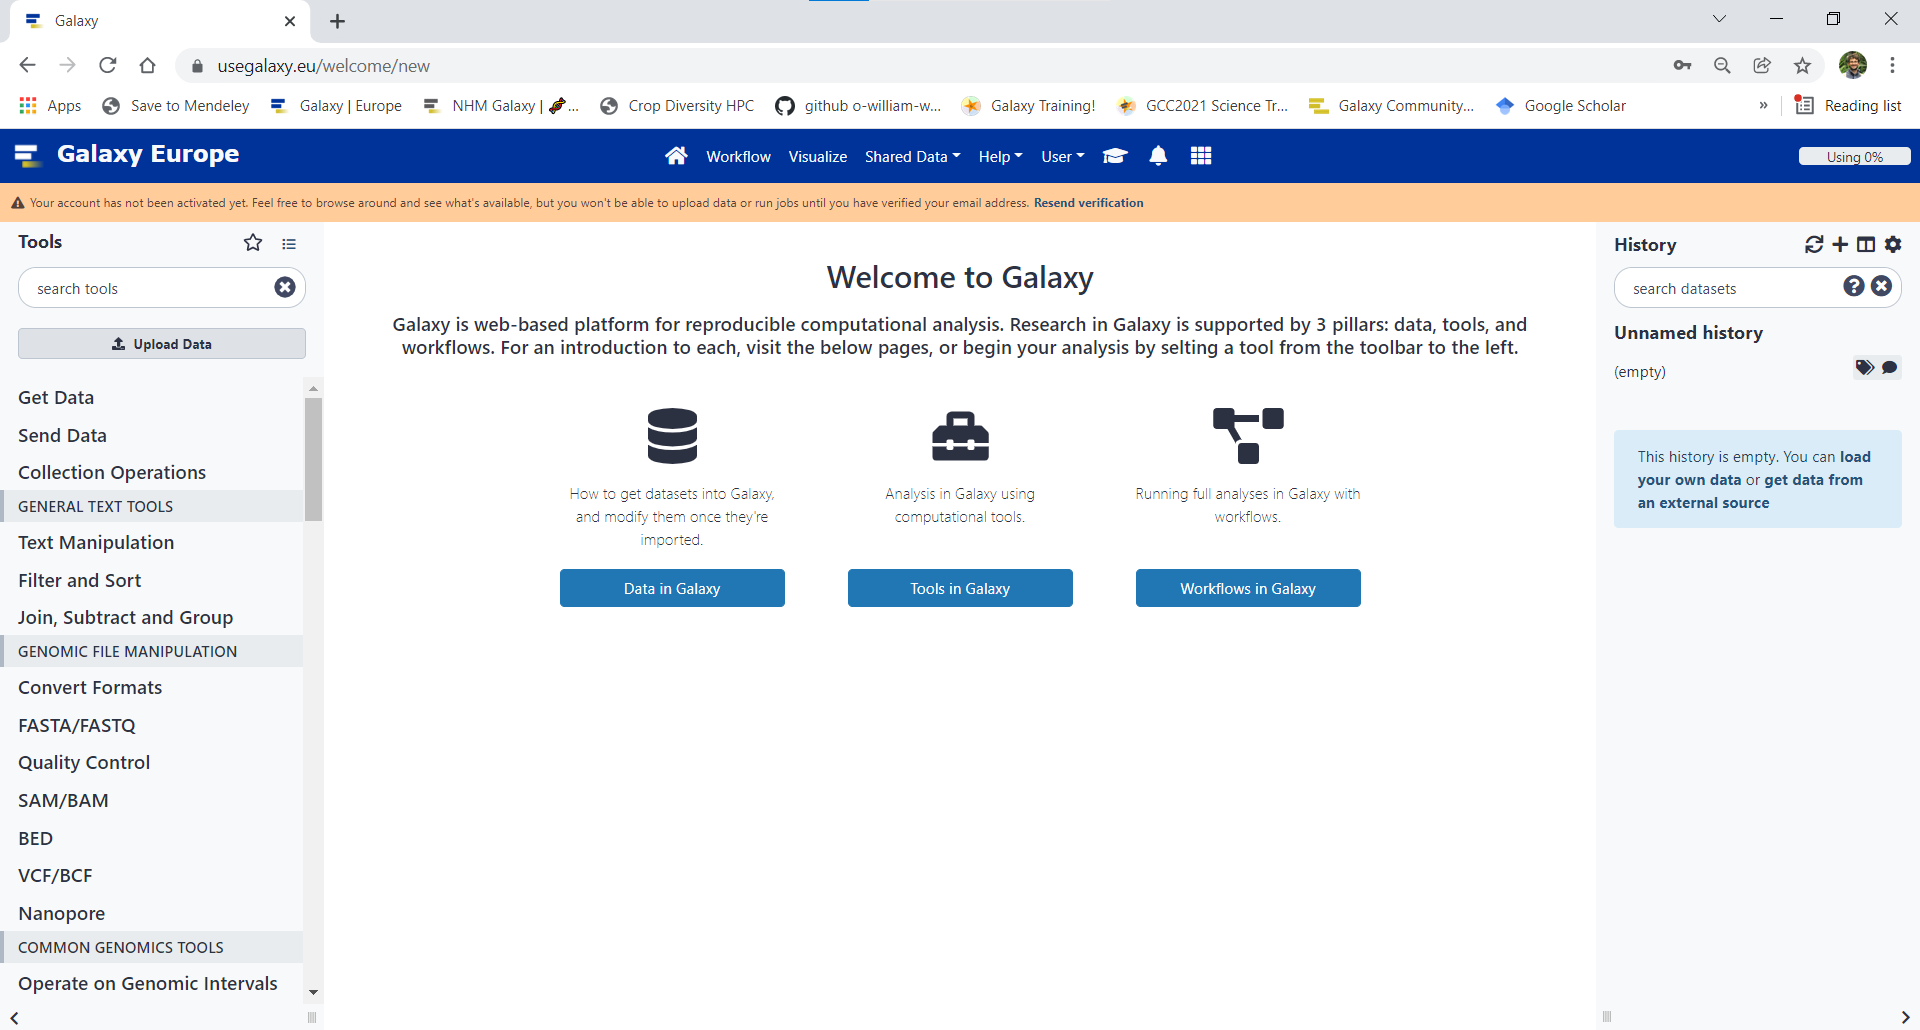 Galaxy
usegalaxy.eu/welcome/new
Apps Save to Mendeley Galaxy | Europe NHM Galaxy | ... Crop Diversity HPC github o-william-w... Galaxy Training! GCC2021 Science Tr... Galaxy Community... Google Scholar » Reading list
Galaxy Europe Workflow Visualize Shared Data Help User Using 0%
Your account has not been activated yet. Feel free to browse around and see what's available, but you won't be able to upload data or run jobs until you have verified your email address. Resend verification
Tools
search tools
Upload Data
Get Data
Send Data
Collection Operations
GENERAL TEXT TOOLS
Text Manipulation
Filter and Sort
Join, Subtract and Group
GENOMIC FILE MANIPULATION
Convert Formats
FASTA/FASTQ
Quality Control
SAM/BAM
BED
VCF/BCF
Nanopore
COMMON GENOMICS TOOLS
Operate on Genomic Intervals
Welcome to Galaxy
Galaxy is web-based platform for reproducible computational analysis. Research in Galaxy is supported by 3 pillars: data, tools, and
workflows. For an introduction to each, visit the below pages, or begin your analysis by selting a tool from the toolbar to the left.
How to get datasets into Galaxy,
and modify them once they're
imported.
Data in Galaxy
Analysis in Galaxy using
computational tools.
Tools in Galaxy
Running full analyses in Galaxy with
workflows.
Workflows in Galaxy
History
search datasets
Unnamed history
(empty)
This history is empty. You can load
your own data or get data from
an external source